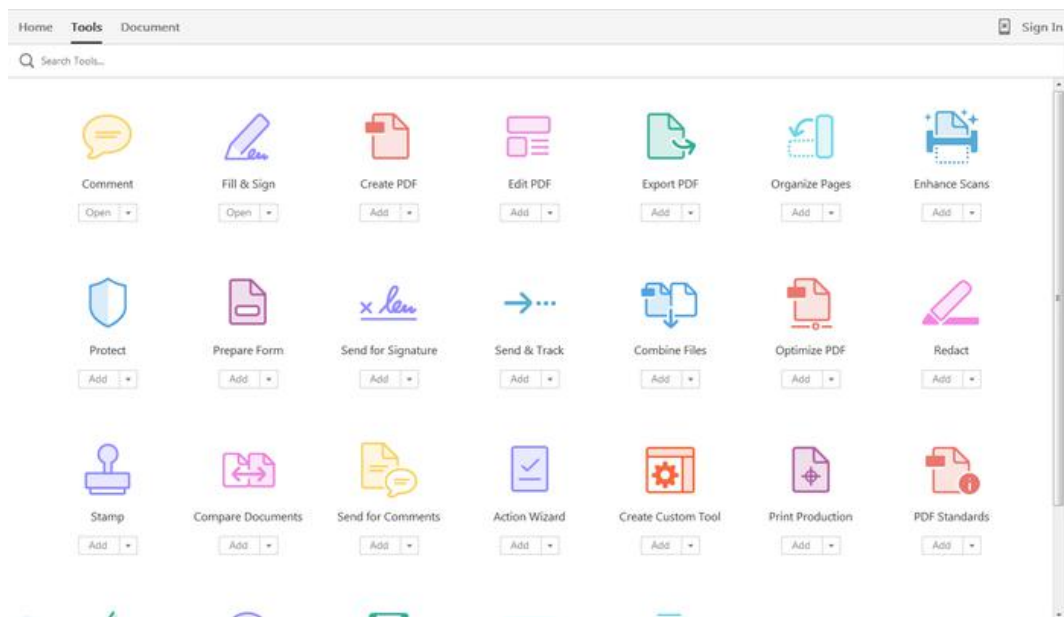 Home Tools Document Sign In
Search Tools...
Comment Fill & Sign Create PDF Edit PDF Export PDF Organize Pages Enhance Scans
Open Open Add Add Add Add Add
Protect Prepare Form Send for Signature Send & Track Combine Files Optimize PDF Redact
Add Add Add Add Add Add Add
Stamp Compare Documents Send for Comments Action Wizard Create Custom Tool Print Production PDF Standards
Add Add Add Add Add Add Add